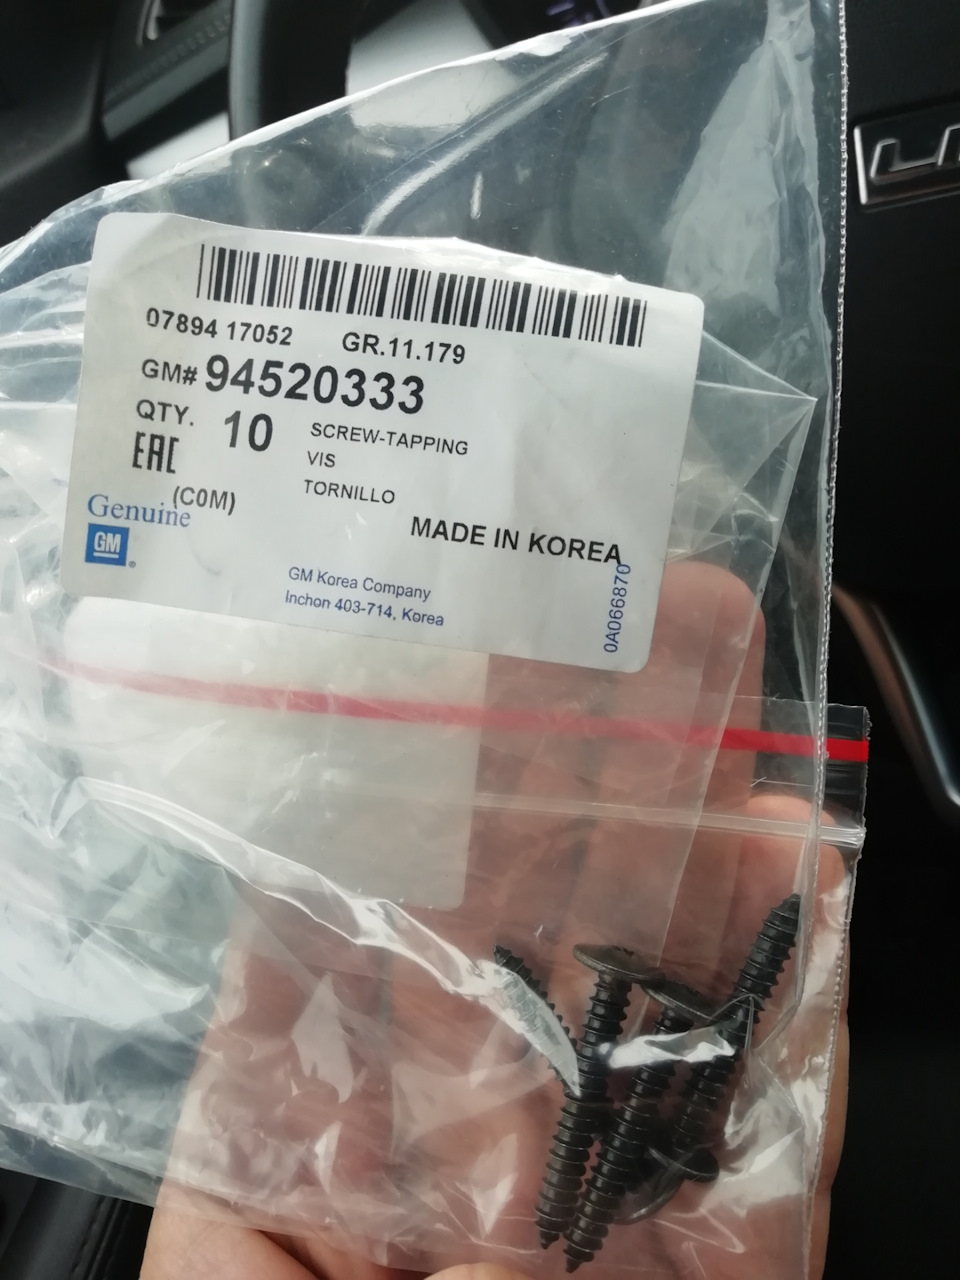 07894 17052 GR.11.179
GM# 94520333
QTY. 10 SCREW-TAPPING
EAC VIS
(C0M) TORNILLO
Genuine MADE IN KOREA
GM
GM Korea Company
Inchon 403-714, Korea
0A066870